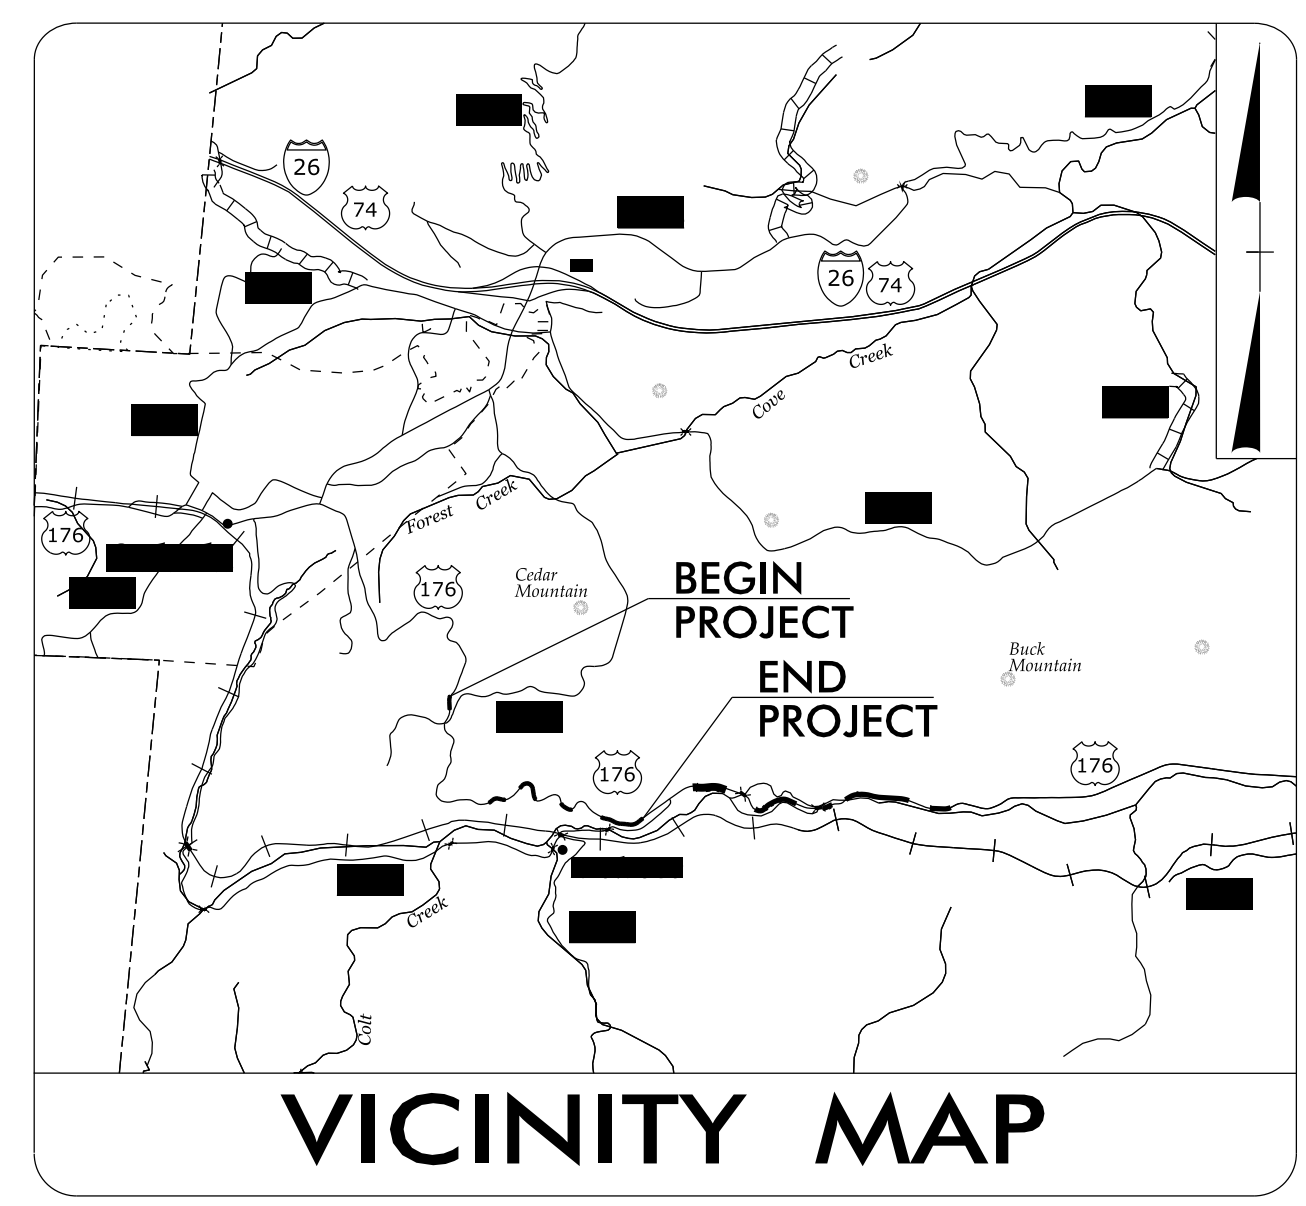 26
74
26
74
Creek
Cove
Creek
Forest
176
176
Cedar
Mountain
BEGIN
PROJECT
Buck
Mountain
END
PROJECT
176
176
Creek
Colt
VICINITY MAP